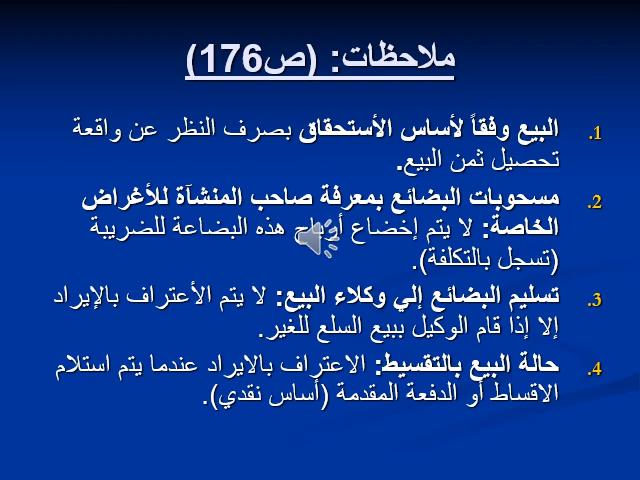 ملاحظات: (ص176)
1. البيع وفقاً لأساس الأستحقاق بصرف النظر عن واقعة
تحصيل ثمن البيع.
2. مسحوبات البضائع بمعرفة صاحب المنشآة للأغراض
الخاصة: لا يتم إخضاع أرباح هذه البضاعة للضريبة
(تسجل بالتكلفة).
3. تسليم البضائع إلي وكلاء البيع: لا يتم الأعتراف بالإيراد
إلا إذا قام الوكيل ببيع السلع للغير.
4. حالة البيع بالتقسيط: الاعتراف بالايراد عندما يتم استلام
الاقساط أو الدفعة المقدمة (أساس نقدي).